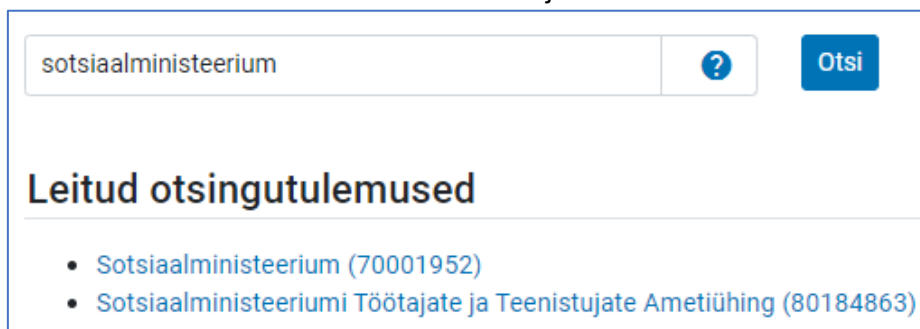 sotsiaalministeerium
Otsi
Leitud otsingutulemused
Sotsiaalministeerium (70001952)
Sotsiaalministeeriumi Töötajate ja Teenistujate Ametiühing (80184863)